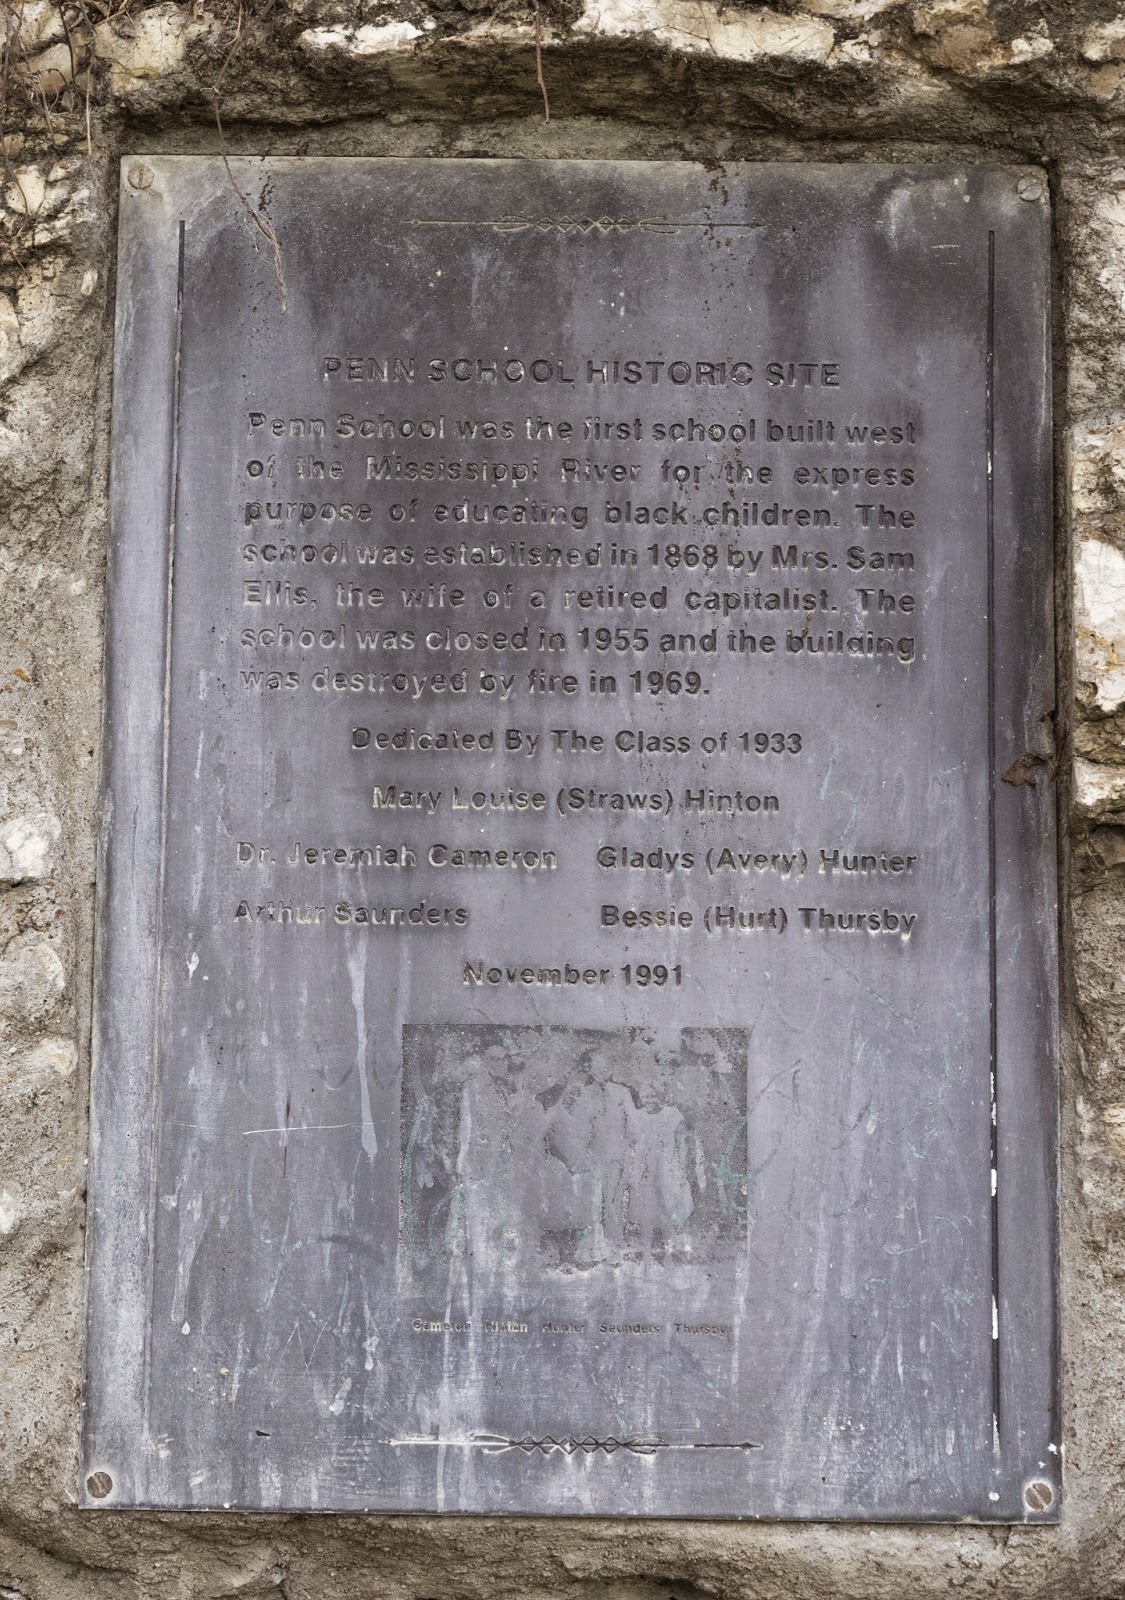 PENN SCHOOL HISTORIC SITE
Penn School was the first school built west
of the Mississippi River for the express
purpose of educating black children. The
school was established in 1868 by Mrs. Sam
Ellis, the wife of a retired capitalist. The
school was closed in 1955 and the building
was destroyed by fire in 1969.
Dedicated By The Class of 1933
Mary Louise (Straws) Hinton
Dr. Jeremiah Cameron Gladys (Avery) Hunter
Arthur Saunders Bessie (Hurt) Thursby
November 1991
Cameron Hinton Hunter Saunders Thursby